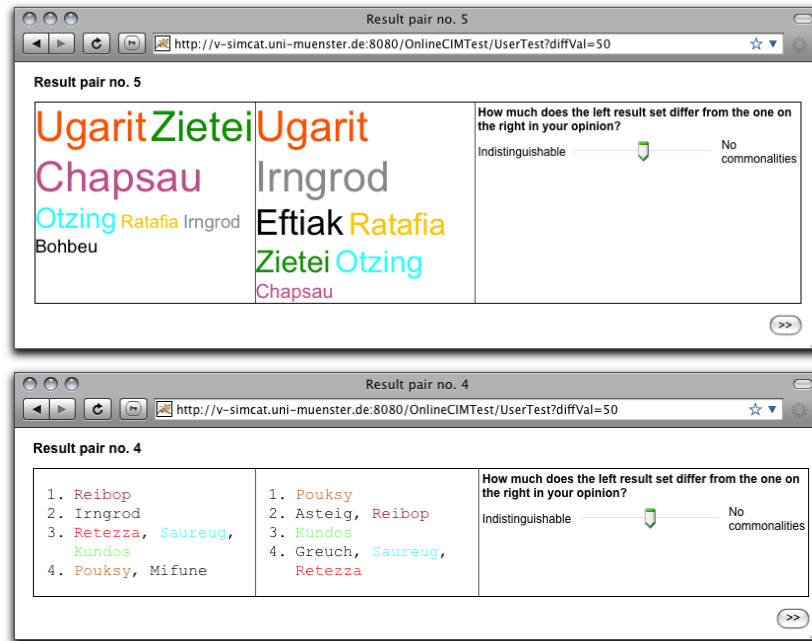 Result pair no. 5
http://v-simcat.uni-muenster.de:8080/OnlineCIMTest/UserTest?diffVal=50
Result pair no. 5
Ugarit Zietei
Chapsau
Otzing Ratafia Irngrod
Bohbeu
Ugarit
Irngrod
Eftiak Ratafia
Zietei Otzing
Chapsau
How much does the left result set differ from the one on
the right in your opinion?
Indistinguishable
No
commonalities
>>
Result pair no. 4
http://v-simcat.uni-muenster.de:8080/OnlineCIMTest/UserTest?diffVal=50
Result pair no. 4
1. Reibop
2. Irngrod
3. Retezza, Saureug,
Kundos
4. Pouksy, Mifune
1. Pouksy
2. Asteig, Reibop
3. Kundos
4. Greuch, Saureug,
Retezza
How much does the left result set differ from the one on
the right in your opinion?
Indistinguishable
No
commonalities
>>